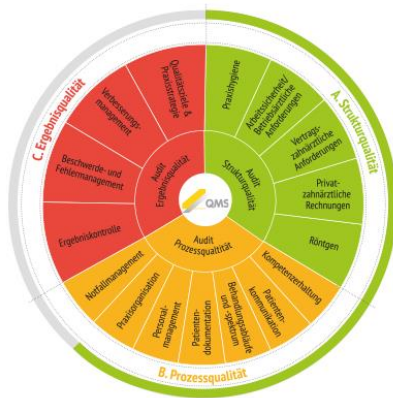 A. Strukturqualität
Audit
Strukturqualität
Praxishygiene
Arbeitssicherheit/
Betriebärztliche
Anforderungen
Vertrags-
zahnärztliche
Anforderungen
Privat-
zahnärztliche
Rechnungen
Röntgen
B. Prozessqualität
Audit
Prozessqualtität
Kompetenzerhaltung
Patienten-
kommunikation
Behandlungsabläufe
und -spektrum
Patienten-
dokumentation
Personal-
management
Praxisorganisation
Notfallmanagement
C. Ergebnisqualität
Audit
Ergebnisqualität
Ergebniskontrolle
Beschwerde- und
Fehlermanagement
Verbesserungs-
management
Qualitätsziele &
Praxisstrategie
QMS